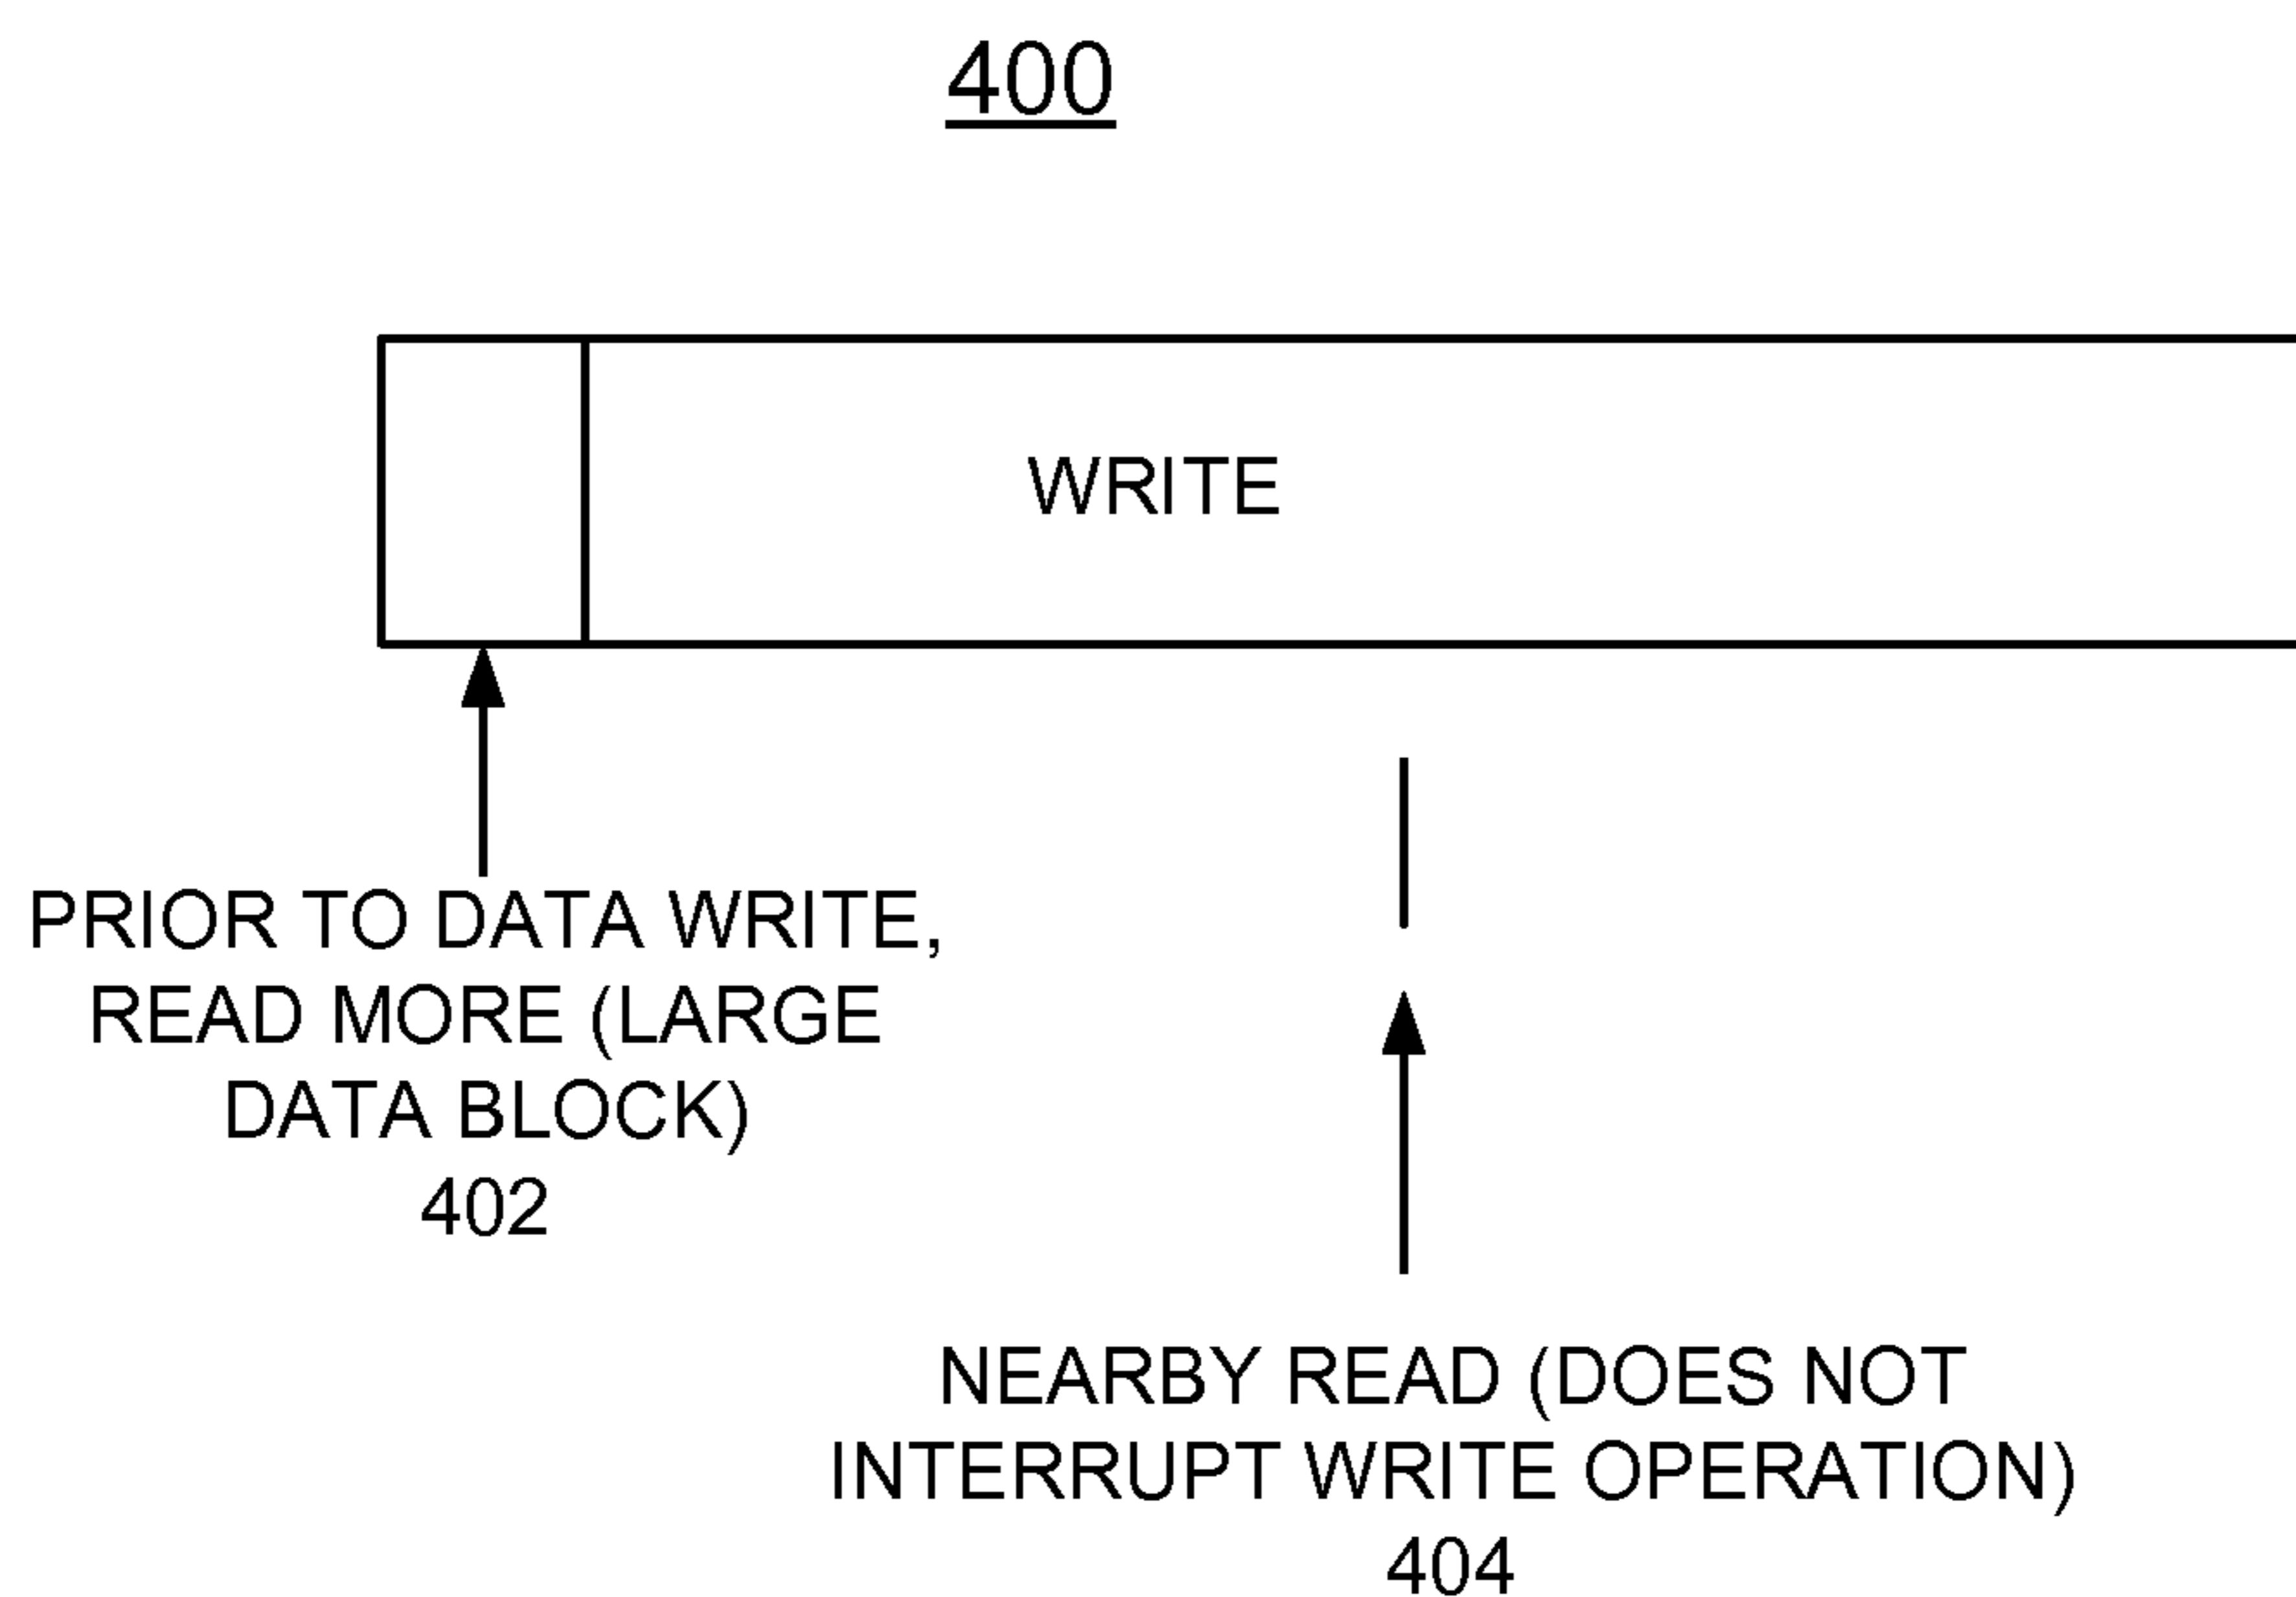 400
WRITE
PRIOR TO DATA WRITE,
READ MORE (LARGE
DATA BLOCK)
402
NEARBY READ (DOES NOT
INTERRUPT WRITE OPERATION)
404